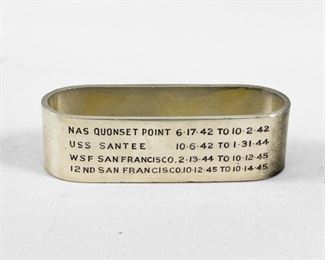 NAS QUONSET POINT 6·17·42 TO 10·2·42
USS SANTEE 10·6·42 TO 1·31·44
WSF SAN FRANCISCO. 2·13·44 TO 10·12·45
12ND SAN FRANCISCO.10·12·45 TO 10·14·45.